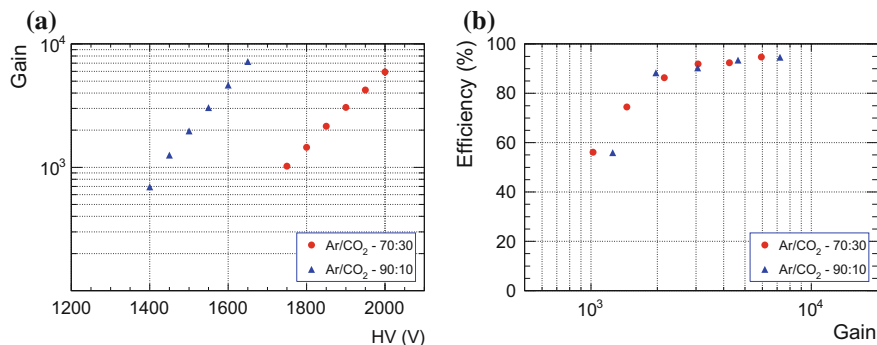 (a)
Gain
10⁴
10³
1200 1400 1600 1800 2000
HV (V)
Ar/CO₂ - 70:30
Ar/CO₂ - 90:10
(b)
Efficiency (%)
100
80
60
40
20
0
10³ 10⁴
Gain
Ar/CO₂ - 70:30
Ar/CO₂ - 90:10